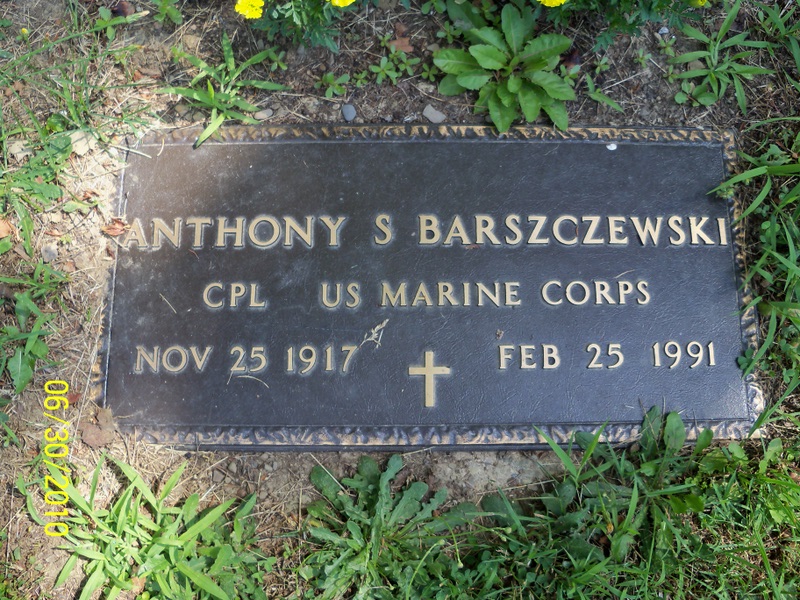 ANTHONY S BARSZCZEWSKI
CPL US MARINE CORPS
NOV 25 1917 FEB 25 1991
06/30/2010